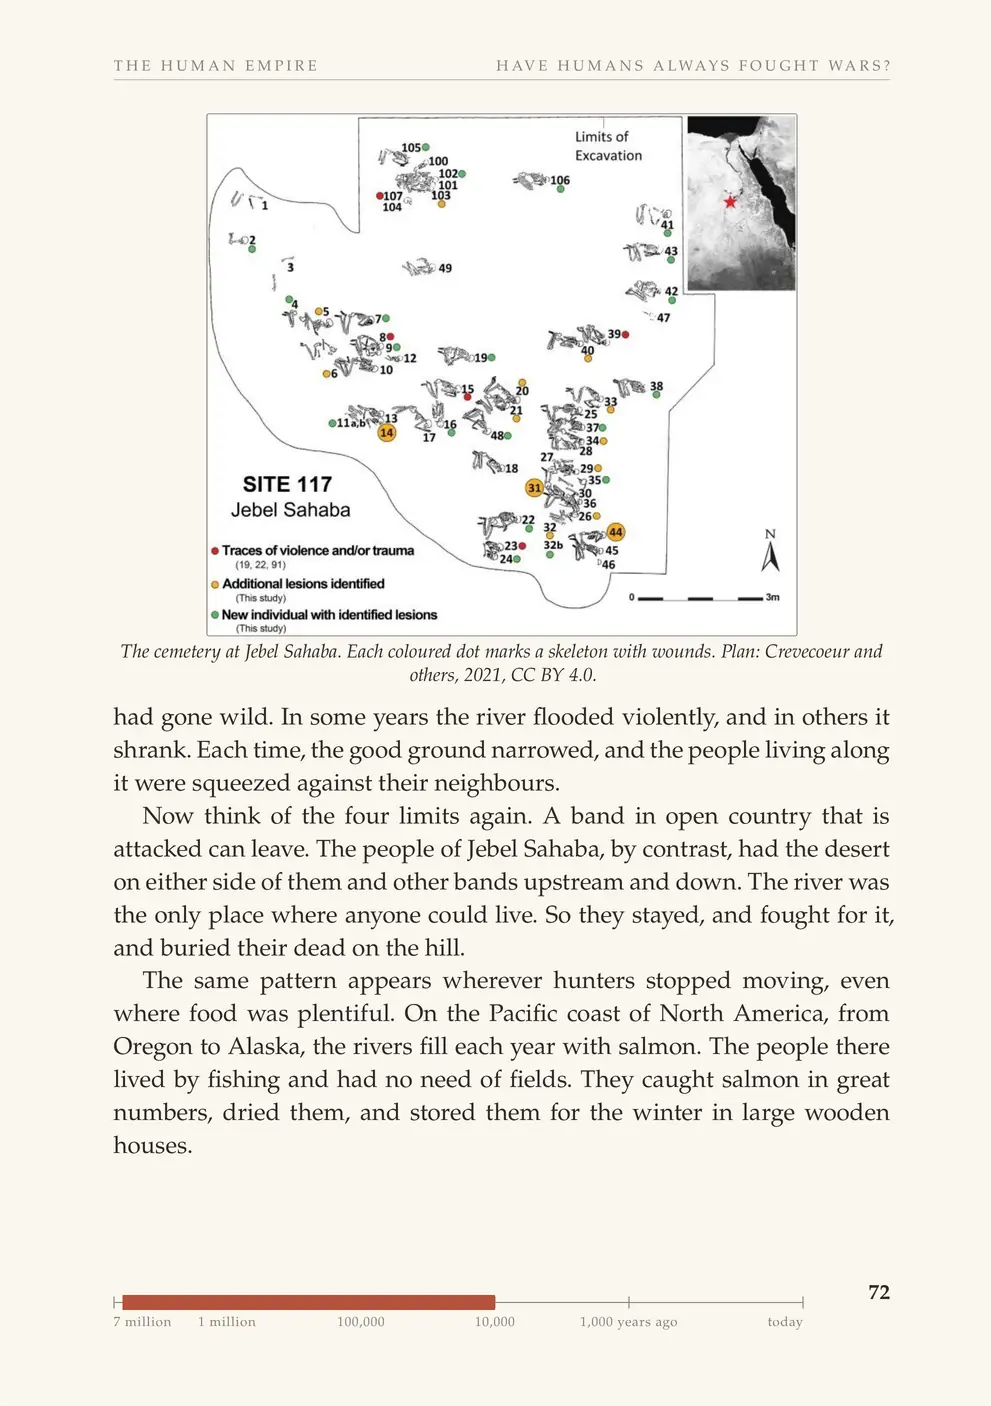 THE HUMAN EMPIRE
HAVE HUMANS ALWAYS FOUGHT WARS?
Limits of
Excavation
105
100
102
101
107
103
104
106
1
2
3
41
43
42
47
49
4
5
7
8
9
12
6
10
19
39
40
38
15
20
21
33
25
11a,b
13
14
17
16
48
37
34
28
27
18
29
31
35
30
36
26
22
32
44
23
32b
45
24
46
SITE 117
Jebel Sahaba
Traces of violence and/or trauma
(19, 22, 91)
Additional lesions identified
(This study)
New individual with identified lesions
(This study)
N
0 3m
The cemetery at Jebel Sahaba. Each coloured dot marks a skeleton with wounds. Plan: Crevecoeur and
others, 2021, CC BY 4.0.
had gone wild. In some years the river flooded violently, and in others it
shrank. Each time, the good ground narrowed, and the people living along
it were squeezed against their neighbours.
Now think of the four limits again. A band in open country that is
attacked can leave. The people of Jebel Sahaba, by contrast, had the desert
on either side of them and other bands upstream and down. The river was
the only place where anyone could live. So they stayed, and fought for it,
and buried their dead on the hill.
The same pattern appears wherever hunters stopped moving, even
where food was plentiful. On the Pacific coast of North America, from
Oregon to Alaska, the rivers fill each year with salmon. The people there
lived by fishing and had no need of fields. They caught salmon in great
numbers, dried them, and stored them for the winter in large wooden
houses.
72
7 million 1 million 100,000 10,000 1,000 years ago today